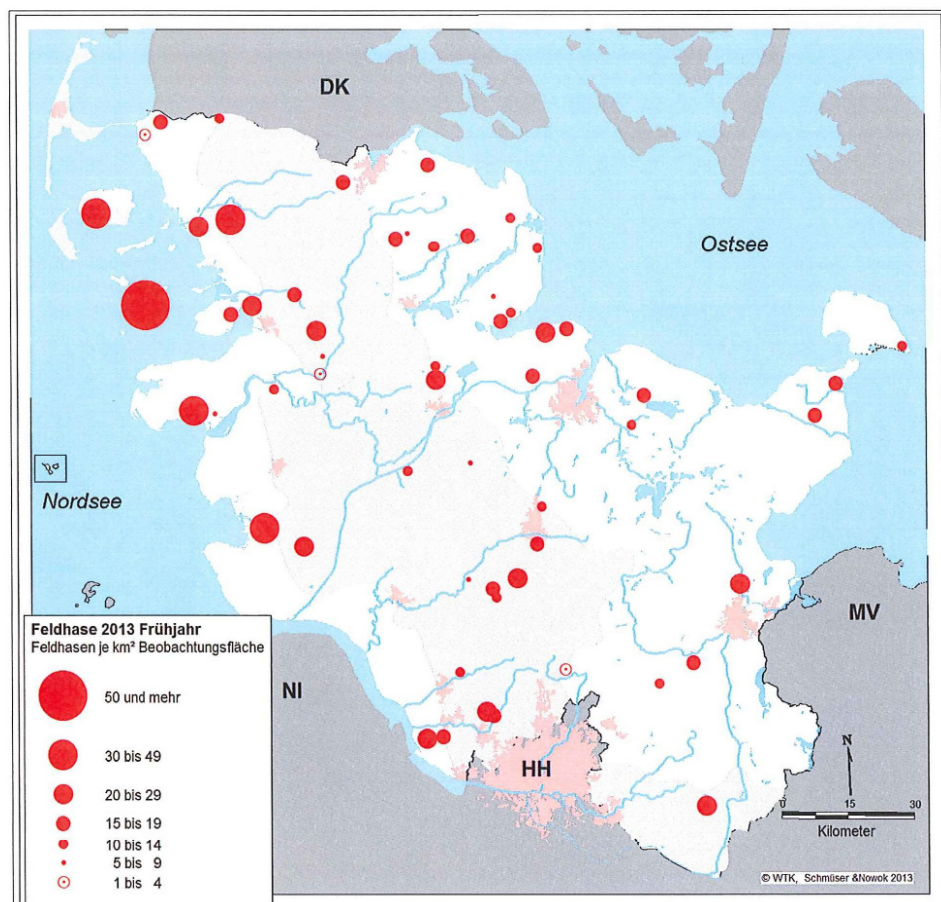 DK
Ostsee
Nordsee
MV
NI
HH
Feldhase 2013 Frühjahr
Feldhasen je km² Beobachtungsfläche
50 und mehr
30 bis 49
20 bis 29
15 bis 19
10 bis 14
5 bis 9
1 bis 4
N
0 15 30
Kilometer
© WTK, Schmüser &Nowok 2013